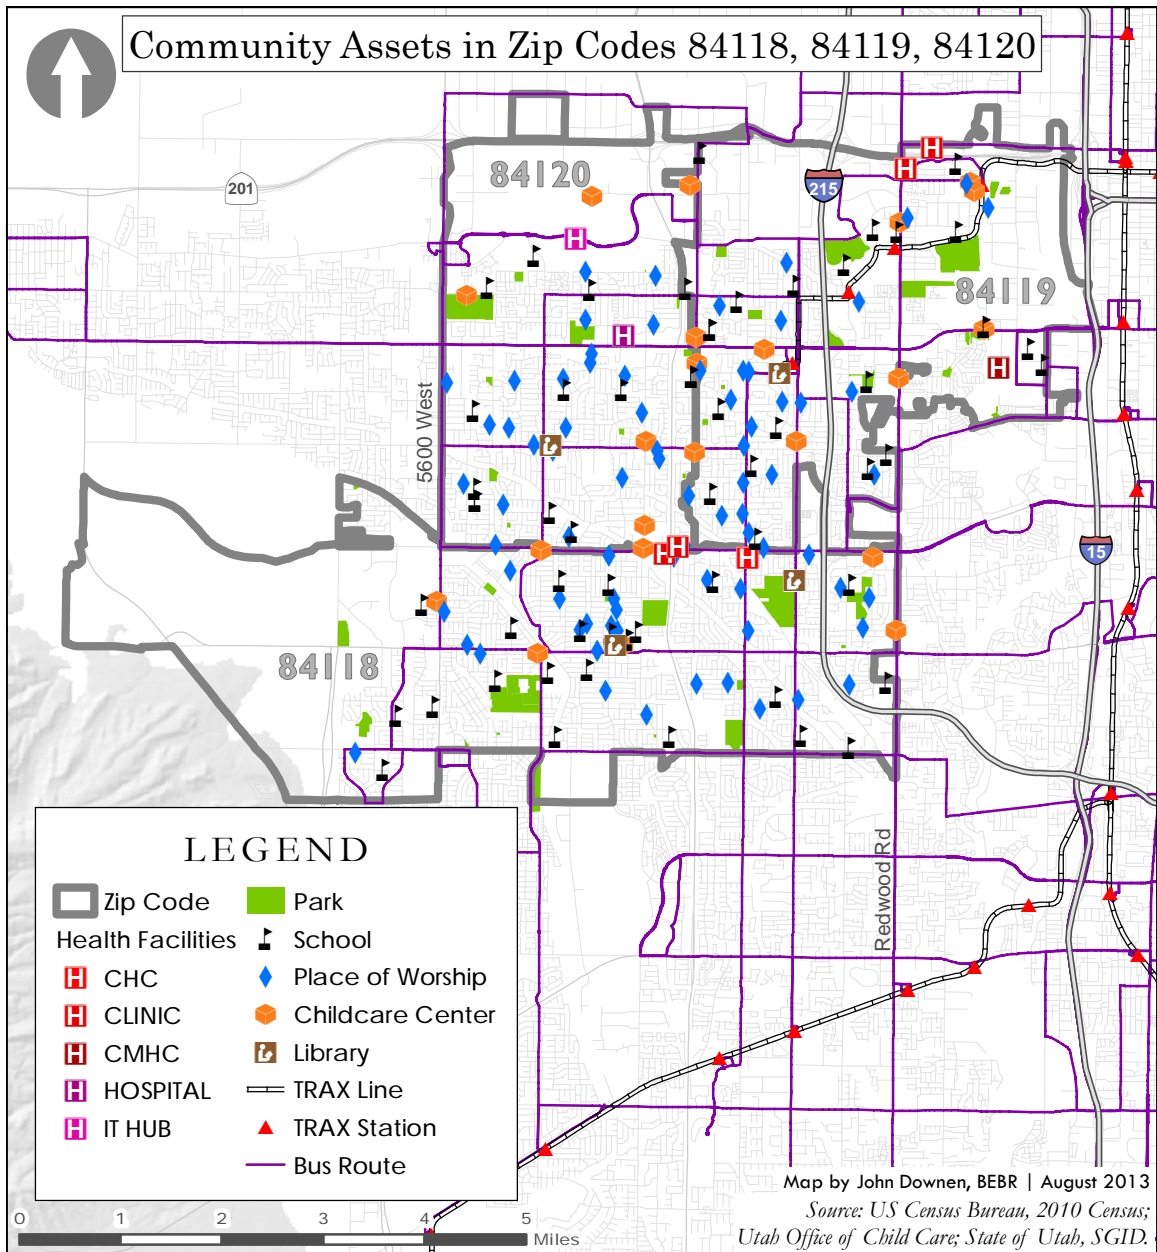 Community Assets in Zip Codes 84118, 84119, 84120
84120
201
215
84119
5600 West
15
84118
Redwood Rd
LEGEND
Zip Code
Health Facilities
CHC
CLINIC
CMHC
HOSPITAL
IT HUB
Park
School
Place of Worship
Childcare Center
Library
TRAX Line
TRAX Station
Bus Route
Map by John Downen, BEBR | August 2013
Source: US Census Bureau, 2010 Census;
Utah Office of Child Care; State of Utah, SGID.
0 1 2 3 4 5
Miles